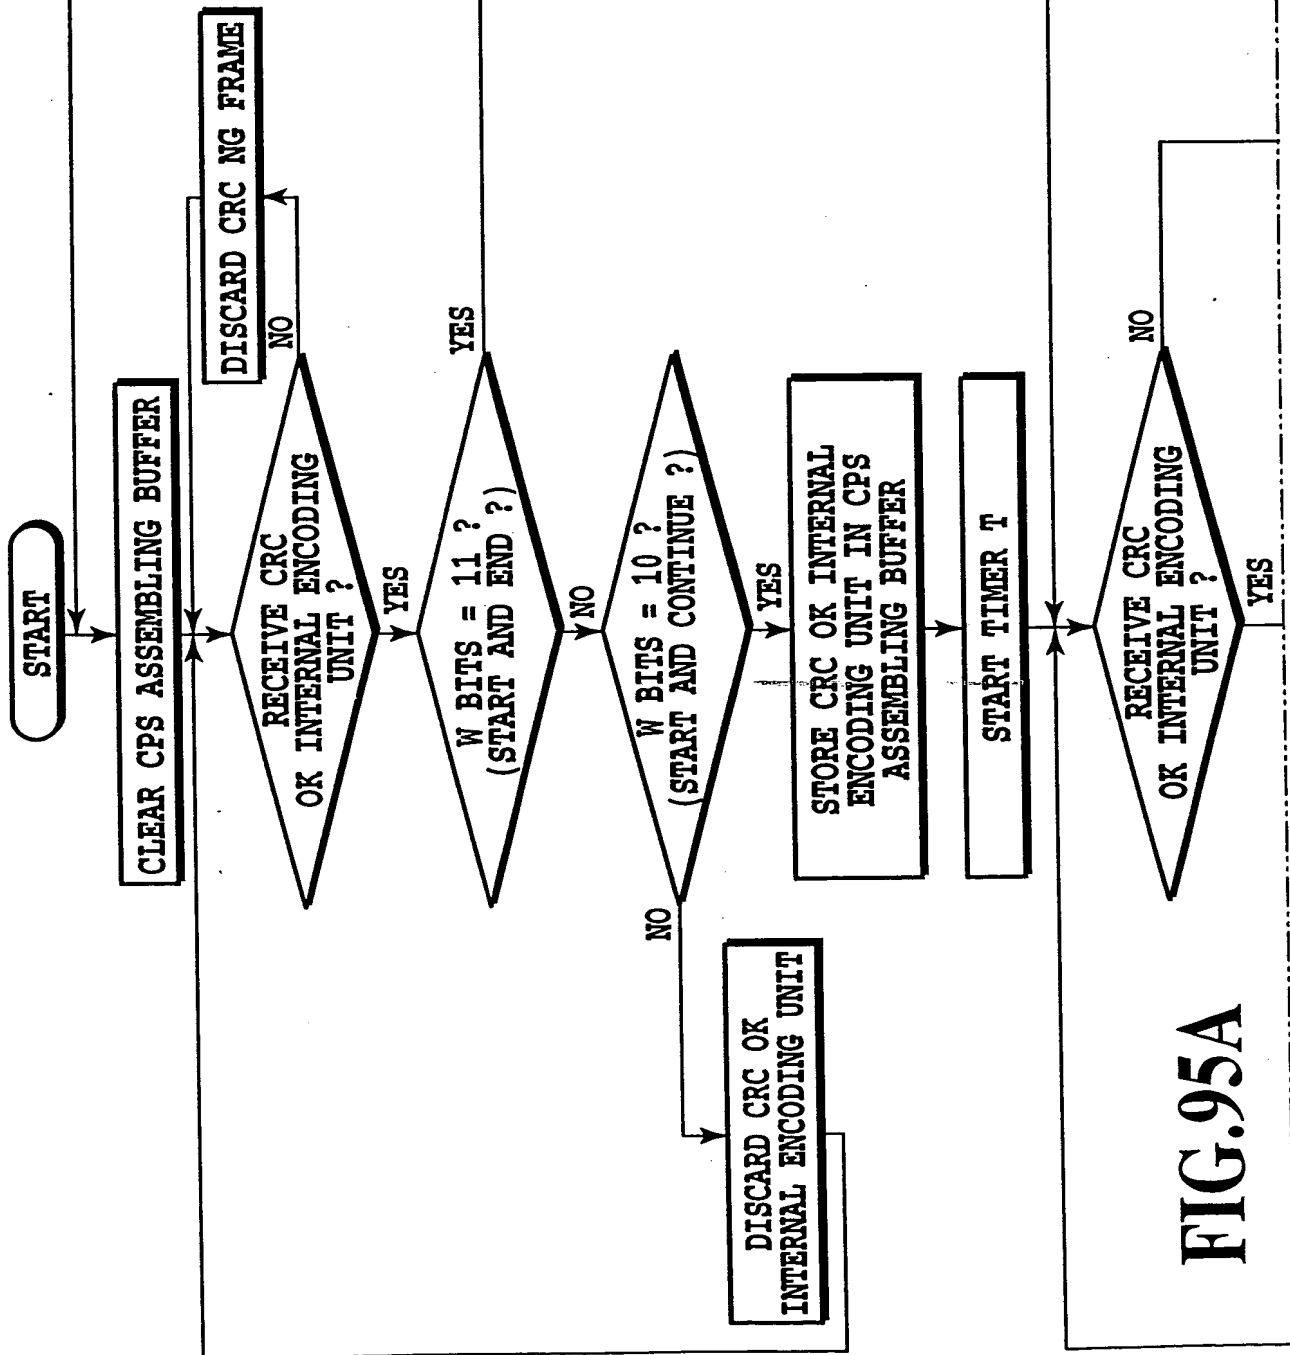 START
CLEAR CPS ASSEMBLING BUFFER
DISCARD CRC NG FRAME
NO
RECEIVE CRC
OK INTERNAL ENCODING
UNIT ?
YES
W BITS = 11 ?
(START AND END ?)
YES
NO
W BITS = 10 ?
(START AND CONTINUE ?)
NO
YES
DISCARD CRC OK
INTERNAL ENCODING UNIT
STORE CRC OK INTERNAL
ENCODING UNIT IN CPS
ASSEMBLING BUFFER
START TIMER T
RECEIVE CRC
OK INTERNAL ENCODING
UNIT ?
NO
YES
FIG.95A